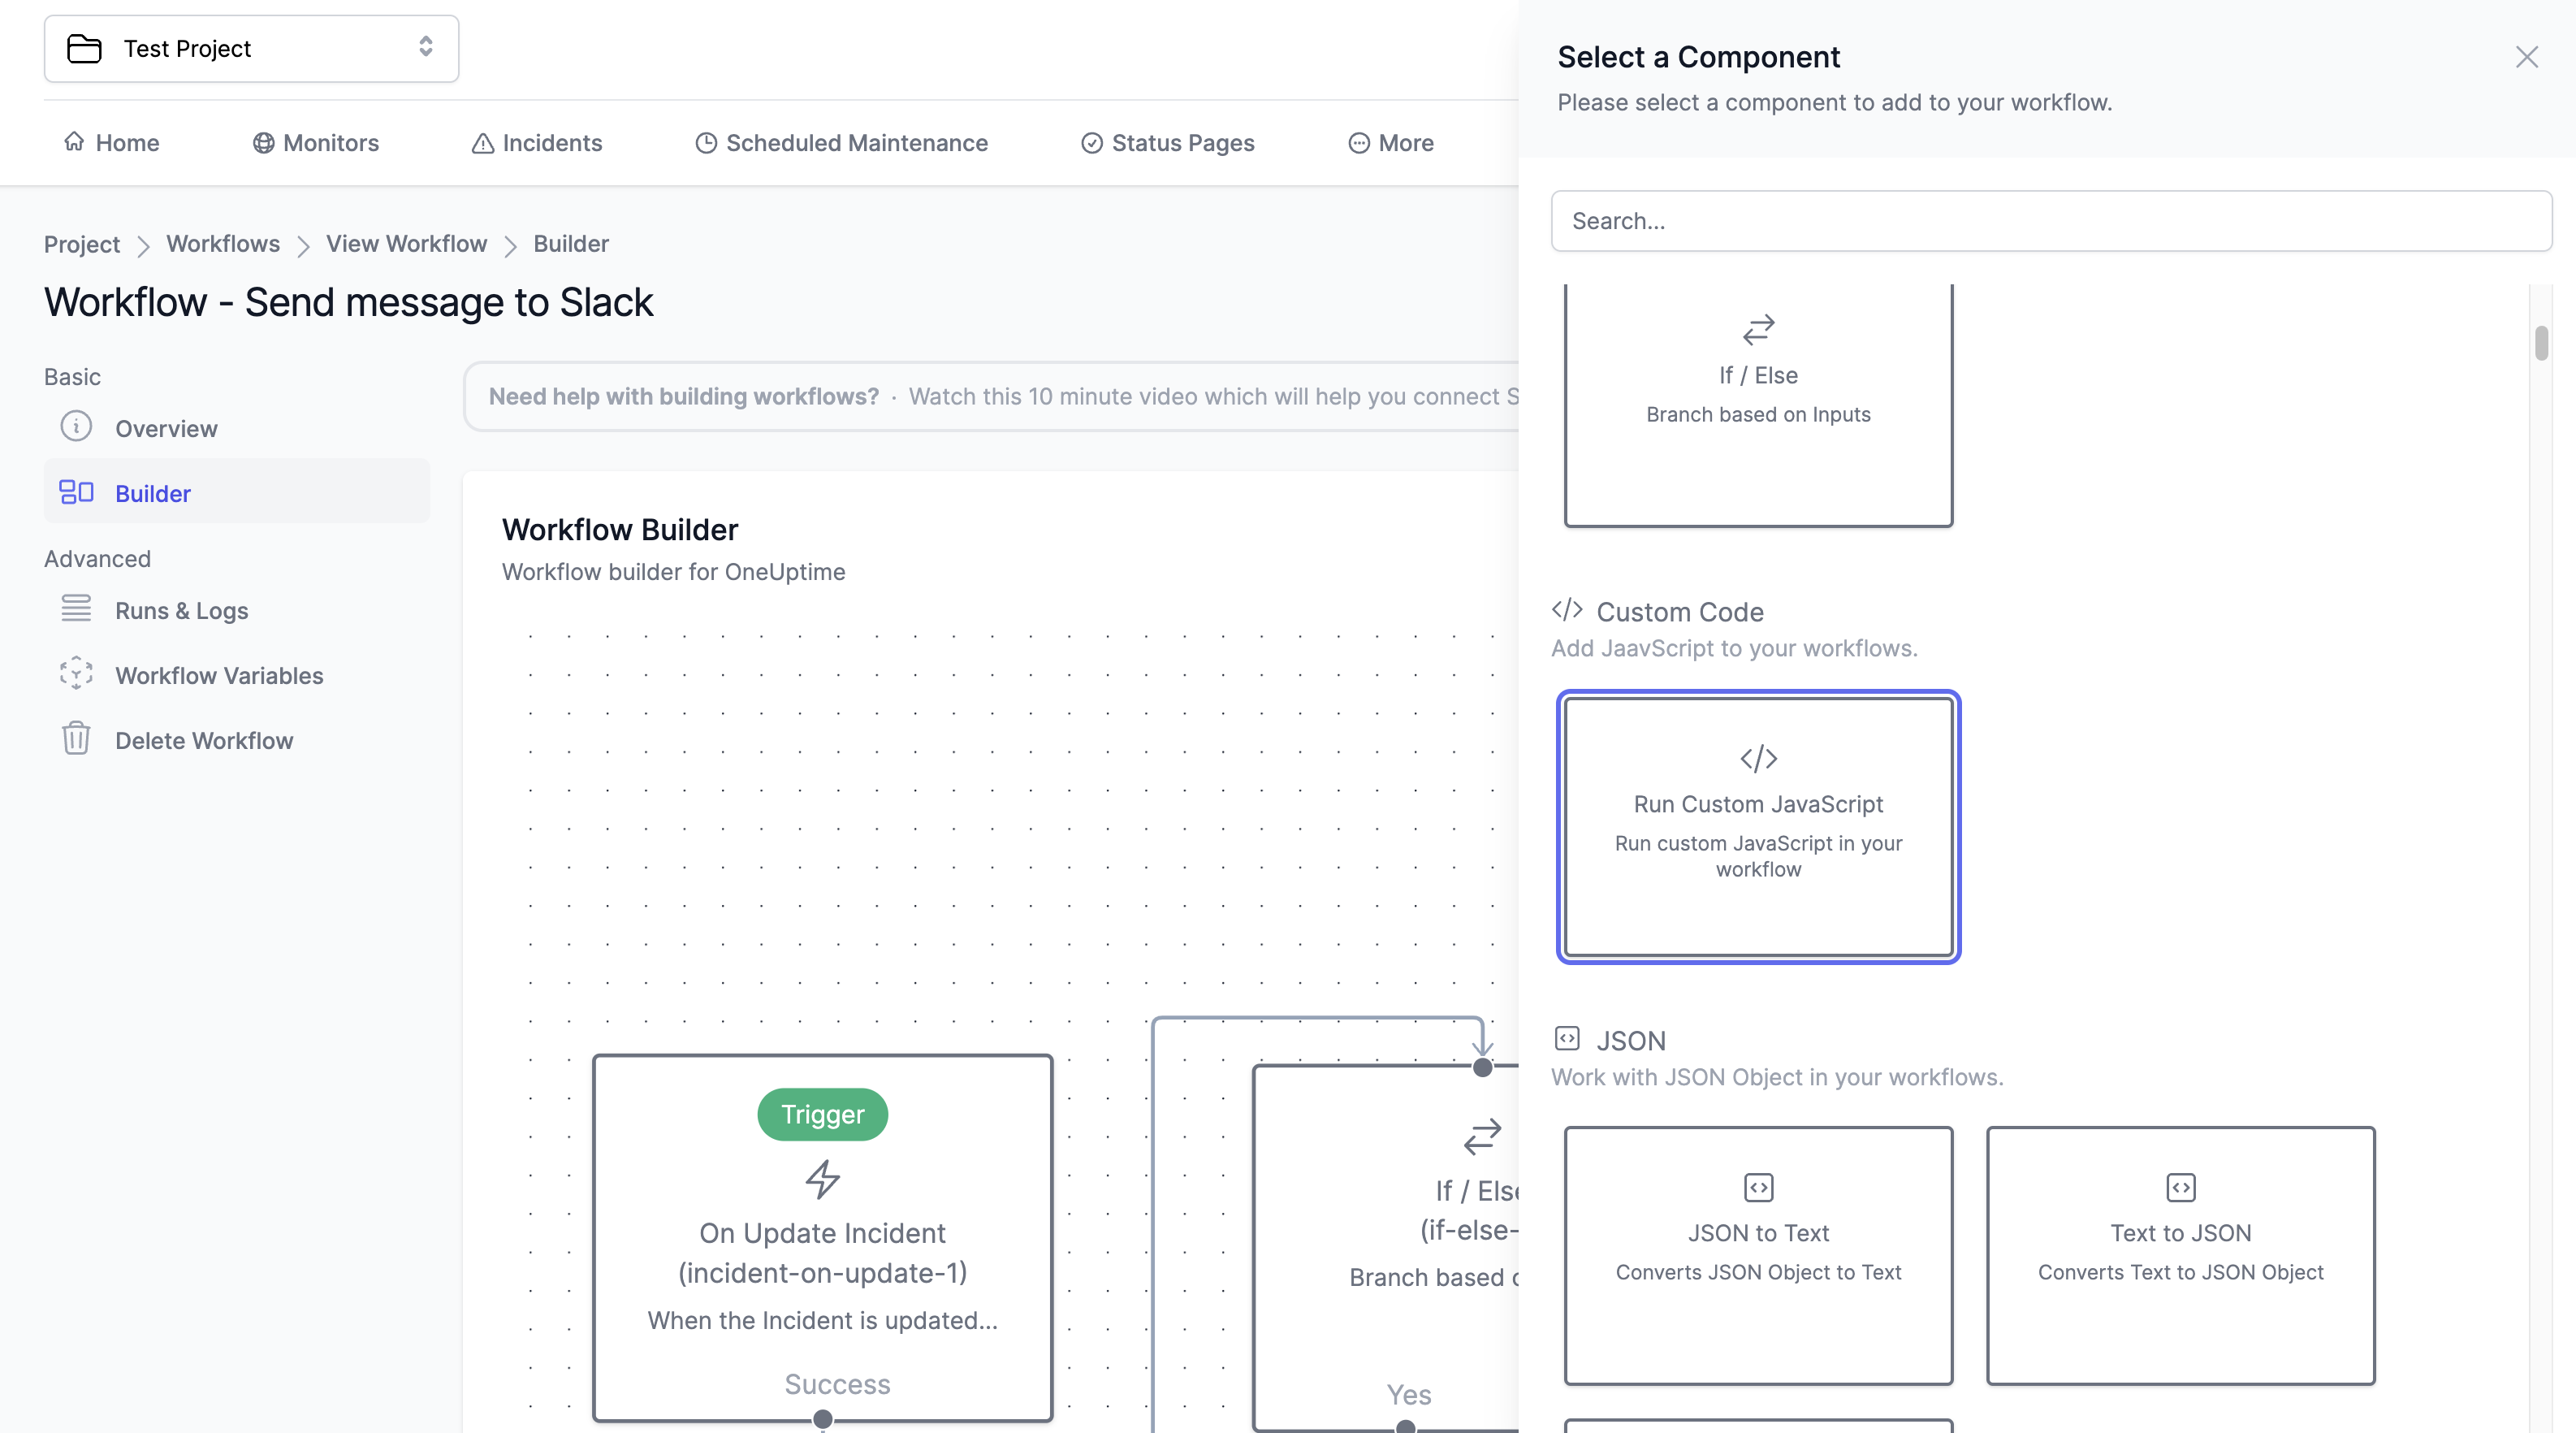 Test Project
Home
Monitors
Incidents
Scheduled Maintenance
Status Pages
More
Project
Workflows
View Workflow
Builder
Workflow - Send message to Slack
Basic
Overview
Builder
Advanced
Runs & Logs
Workflow Variables
Delete Workflow
Need help with building workflows? · Watch this 10 minute video which will help you connect S
Workflow Builder
Workflow builder for OneUptime
Trigger
On Update Incident
(incident-on-update-1)
When the Incident is updated...
Success
If / Else
(if-else-
Branch based o
Yes
Select a Component
Please select a component to add to your workflow.
Search...
If / Else
Branch based on Inputs
Custom Code
Add JaavScript to your workflows.
Run Custom JavaScript
Run custom JavaScript in your
workflow
JSON
Work with JSON Object in your workflows.
JSON to Text
Converts JSON Object to Text
Text to JSON
Converts Text to JSON Object